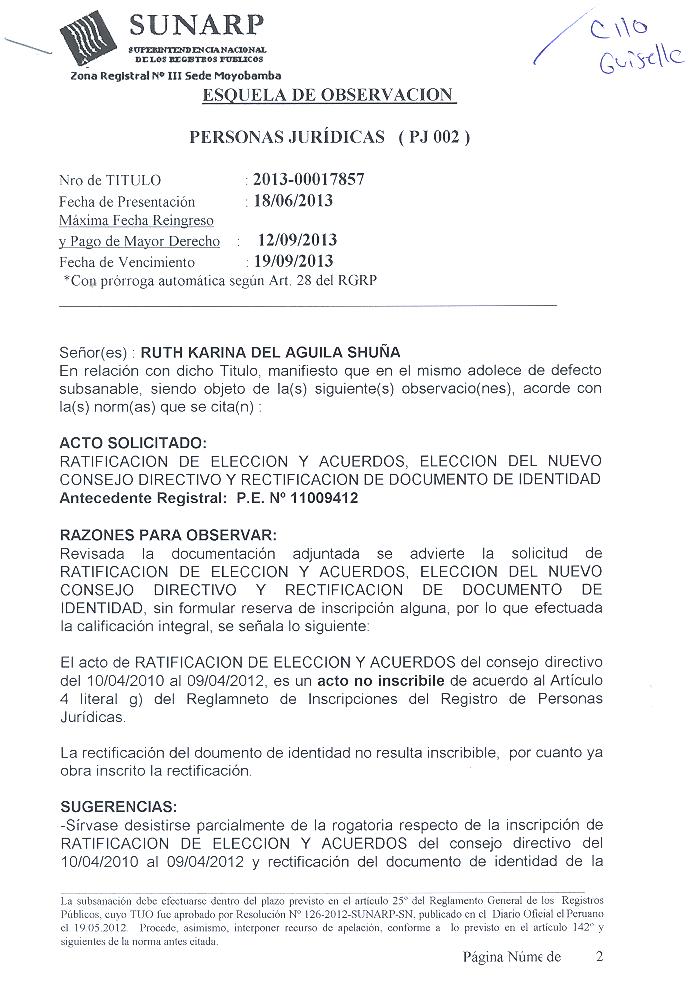 SUNARP
SUPERINTENDENCIA NACIONAL
DE LOS REGISTROS PUBLICOS
Zona Registral Nº III Sede Moyobamba
C110
Guiselle
ESQUELA DE OBSERVACION
PERSONAS JURÍDICAS ( PJ 002 )
Nro de TITULO : 2013-00017857
Fecha de Presentación : 18/06/2013
Máxima Fecha Reingreso
y Pago de Mayor Derecho : 12/09/2013
Fecha de Vencimiento : 19/09/2013
*Con prórroga automática según Art. 28 del RGRP
Señor(es) : RUTH KARINA DEL AGUILA SHUÑA
En relación con dicho Titulo, manifiesto que en el mismo adolece de defecto
subsanable, siendo objeto de la(s) siguiente(s) observacio(nes), acorde con
la(s) norm(as) que se cita(n) :
ACTO SOLICITADO:
RATIFICACION DE ELECCION Y ACUERDOS, ELECCION DEL NUEVO
CONSEJO DIRECTIVO Y RECTIFICACION DE DOCUMENTO DE IDENTIDAD
Antecedente Registral: P.E. Nº 11009412
RAZONES PARA OBSERVAR:
Revisada la documentación adjuntada se advierte la solicitud de
RATIFICACION DE ELECCION Y ACUERDOS, ELECCION DEL NUEVO
CONSEJO DIRECTIVO Y RECTIFICACION DE DOCUMENTO DE
IDENTIDAD, sin formular reserva de inscripción alguna, por lo que efectuada
la calificación integral, se señala lo siguiente:
El acto de RATIFICACION DE ELECCION Y ACUERDOS del consejo directivo
del 10/04/2010 al 09/04/2012, es un acto no inscribile de acuerdo al Artículo
4 literal g) del Reglamneto de Inscripciones del Registro de Personas
Jurídicas.
La rectificación del doumento de identidad no resulta inscribible, por cuanto ya
obra inscrito la rectificación.
SUGERENCIAS:
-Sírvase desistirse parcialmente de la rogatoria respecto de la inscripción de
RATIFICACION DE ELECCION Y ACUERDOS del consejo directivo del
10/04/2010 al 09/04/2012 y rectificación del documento de identidad de la
La subsanación debe efectuarse dentro del plazo previsto en el artículo 25º del Reglamento General de los Registros
Públicos, cuyo TUO fue aprobado por Resolución Nº 126-2012-SUNARP-SN, publicado en el Diario Oficial el Peruano
el 19.05.2012. Procede, asimismo, interponer recurso de apelación, conforme a lo previsto en el artículo 142º y
siguientes de la norma antes citada.
Página Núme de 2